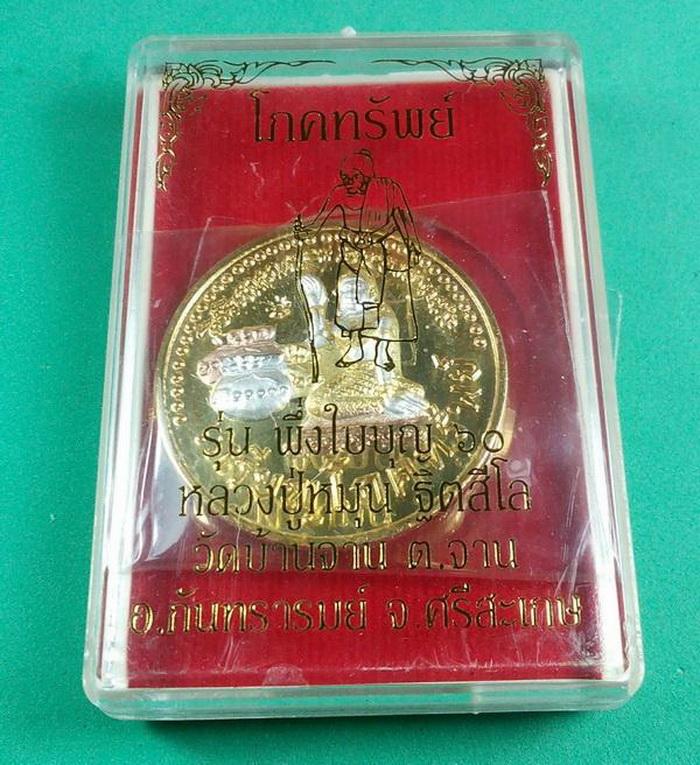 โภคทรัพย์
รุ่น พึ่งใบบุญ ๖๐
หลวงปู่หมุน ฐิตสีโล
วัดบ้านจาน ต.จาน
อ.กันทรารมย์ จ.ศรีสะเกษ